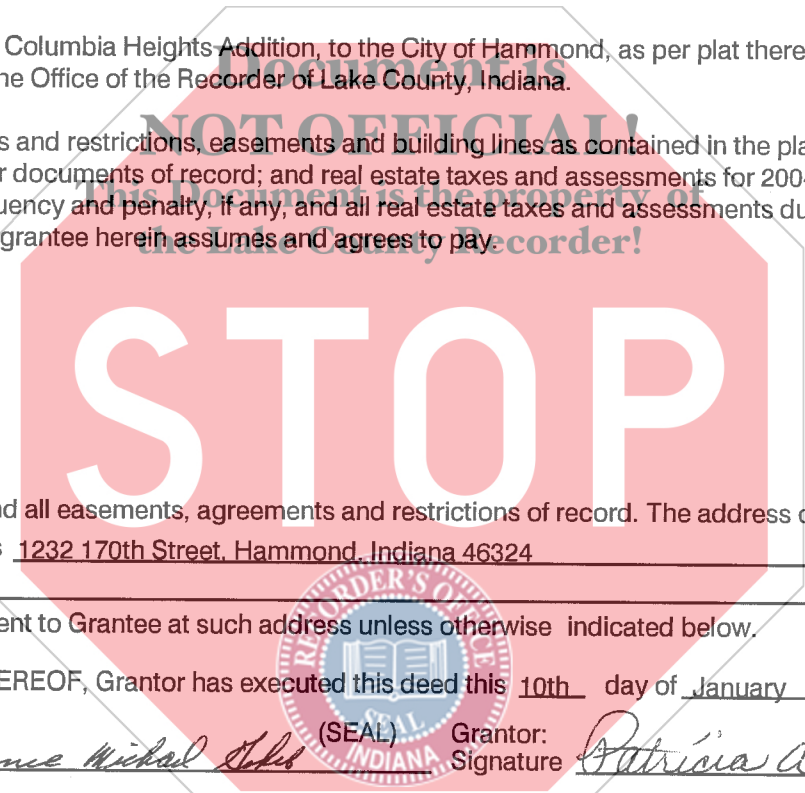 Columbia Heights Addition, to the City of Hammond, as per plat there
ne Office of the Recorder of Lake County, Indiana.
Document is
NOT OFFICIAL!
This Document is the property of
the Lake County Recorder!
s and restrictions, easements and building lines as contained in the pla
r documents of record; and real estate taxes and assessments for 200
uency and penalty, if any, and all real estate taxes and assessments du
grantee herein assumes and agrees to pay.
STOP
nd all easements, agreements and restrictions of record. The address o
s 1232 170th Street, Hammond, Indiana 46324
ent to Grantee at such address unless otherwise indicated below.
EREOF, Grantor has executed this deed this 10th day of January
RECORDER'S OFFICE
SEAL
INDIANA
(SEAL) Grantor:
Michael Signature Patricia A